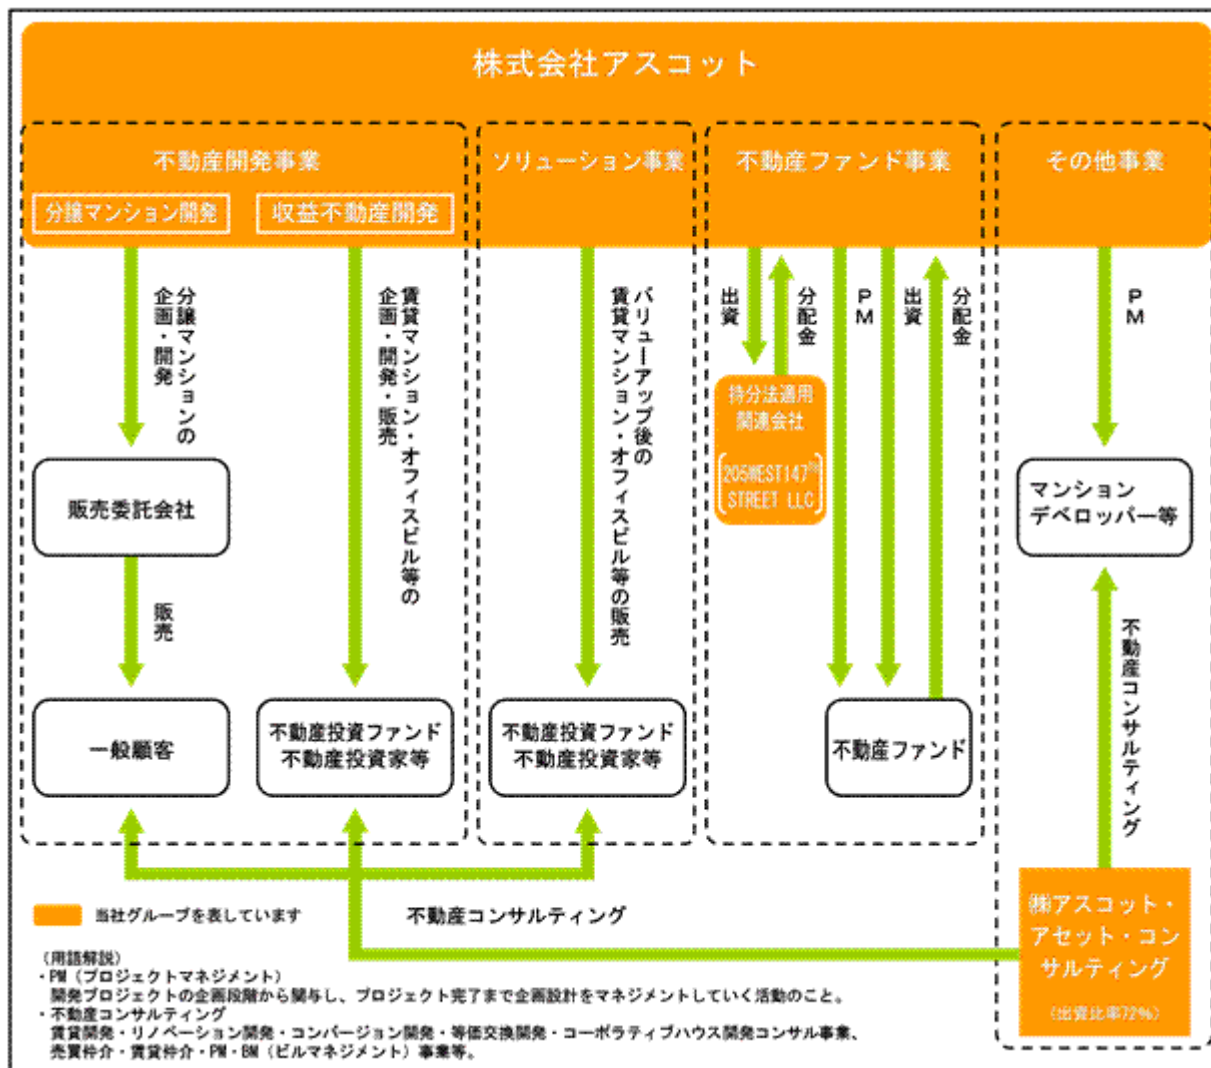 株式会社アスコット
不動産開発事業
ソリューション事業
不動産ファンド事業
その他事業
分譲マンション開発
収益不動産開発
分譲マンションの
企画・開発
賃貸マンション・オフィスビル等の
企画・開発・販売
バリューアップ後の
賃貸マンション・オフィスビル等の販売
出資
分配金
PM
出資
分配金
PM
持分法適用
関連会社
205WEST147th
STREET LLC
販売委託会社
マンション
デベロッパー等
販売
不動産コンサルティング
一般顧客
不動産投資ファンド
不動産投資家等
不動産投資ファンド
不動産投資家等
不動産ファンド
当社グループを表しています
不動産コンサルティング
㈱アスコット・
アセット・コン
サルティング
(出資比率72%)
(用語解説)
・PM(プロジェクトマネジメント)
開発プロジェクトの企画段階から関与し、プロジェクト完了まで企画設計をマネジメントしていく活動のこと。
・不動産コンサルティング
賃貸開発・リノベーション開発・コンバージョン開発・等価交換開発・コーポラティブハウス開発コンサル事業、
売買仲介・賃貸仲介・PM・BM(ビルマネジメント)事業等。